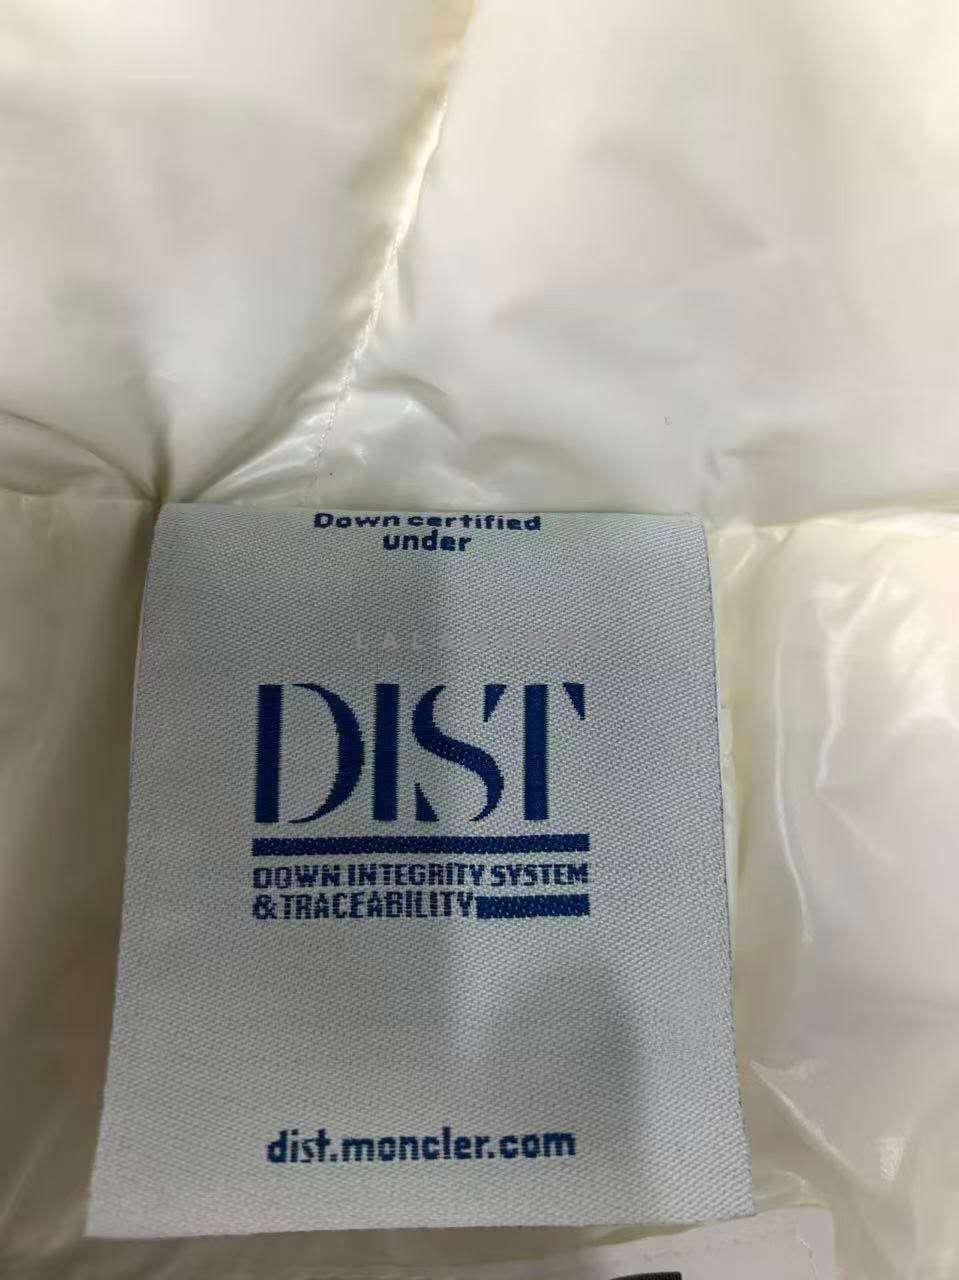 Down certified
under
DIST
DOWN INTEGRITY SYSTEM
& TRACEABILITY
dist.moncler.com